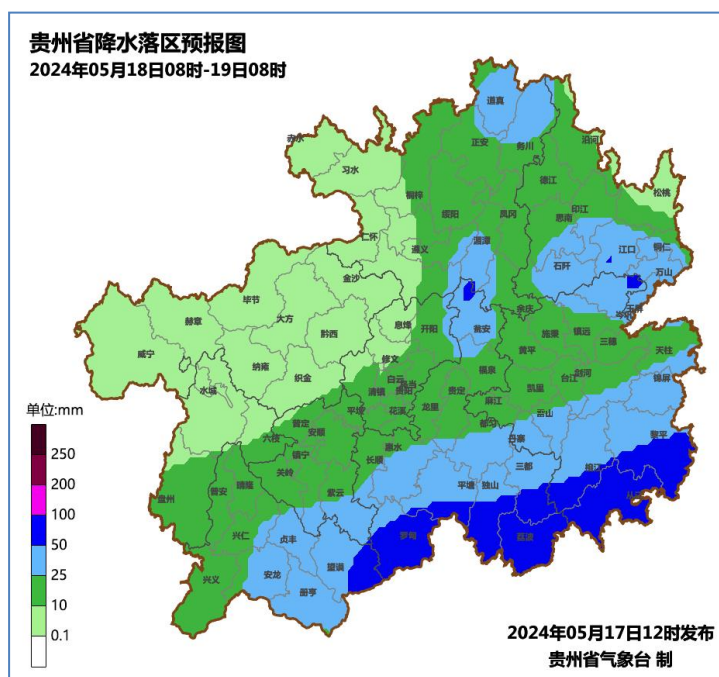 贵州省降水落区预报图
2024年05月18日08时-19日08时
道真
务川
沿河
正安
赤水
习水
德江
松桃
桐梓
印江
绥阳
凤冈
思南
仁怀
湄潭
遵义
江口
铜仁
石阡
万山
金沙
毕节
大方
余庆
赫章
黔西
息烽
开阳
瓮安
施秉
镇远
三穗
天柱
黄平
威宁
纳雍
修文
福泉
织金
白云
台江
剑河
锦屏
水城
清镇
贵阳
贵定
麻江
凯里
平坝
花溪
龙里
雷山
普定
安顺
都匀
黎平
六枝
惠水
丹寨
镇宁
长顺
三都
榕江
关岭
平塘
独山
盘州
普安
晴隆
紫云
兴仁
贞丰
罗甸
荔波
望谟
安龙
册亨
兴义
单位:mm
250
200
100
50
25
10
0.1
2024年05月17日12时发布
贵州省气象台 制